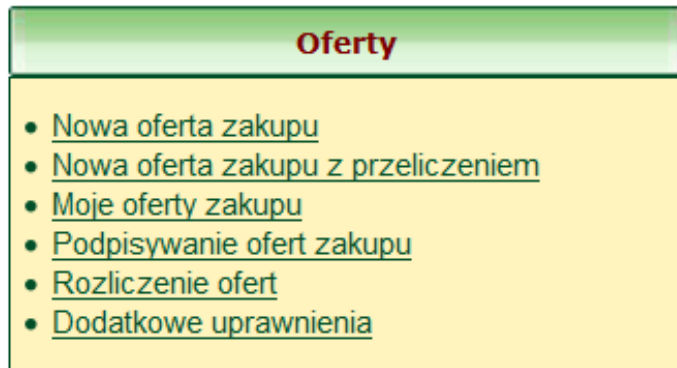 Oferty
Nowa oferta zakupu
Nowa oferta zakupu z przeliczeniem
Moje oferty zakupu
Podpisywanie ofert zakupu
Rozliczenie ofert
Dodatkowe uprawnienia